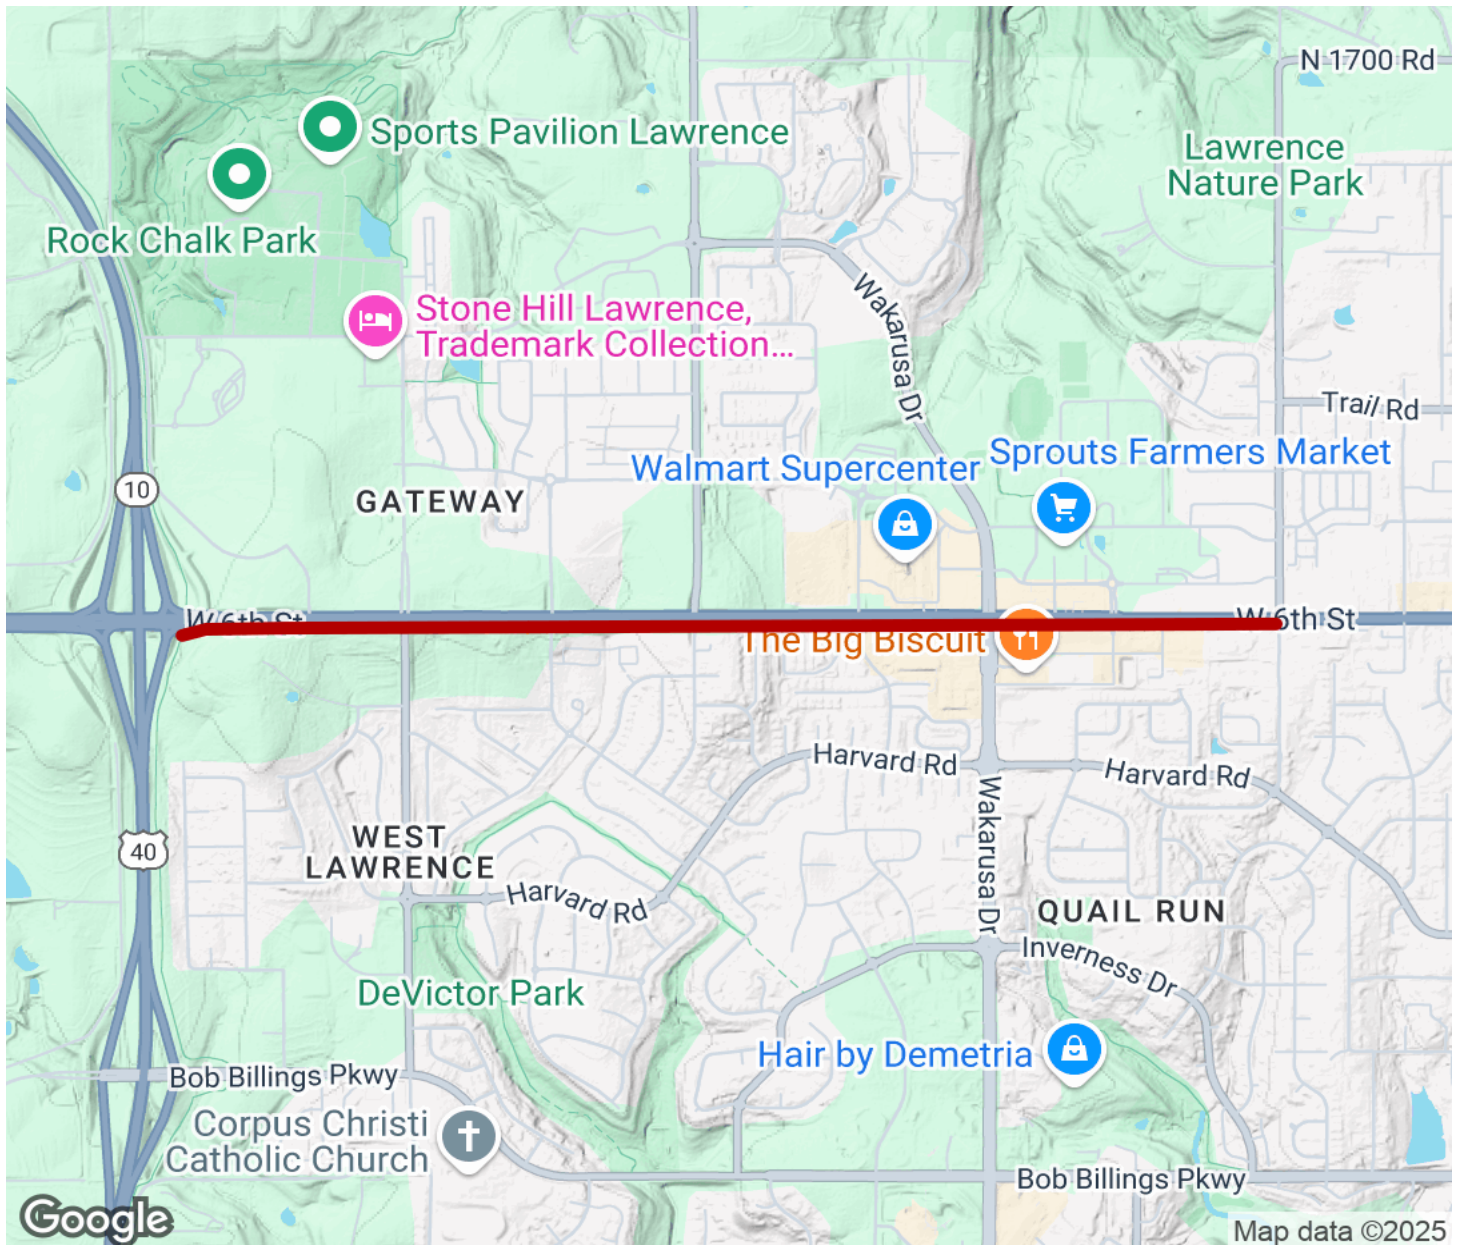 N 1700 Rd
Sports Pavilion Lawrence
Lawrence
Nature Park
Rock Chalk Park
Wakarusa Dr
Stone Hill Lawrence,
Trademark Collection...
Trail Rd
Sprouts Farmers Market
Walmart Supercenter
10
GATEWAY
W 6th St
W 6th St
The Big Biscuit
Harvard Rd
Harvard Rd
Wakarusa Dr
WEST
LAWRENCE
40
Harvard Rd
QUAIL RUN
Inverness Dr
DeVictor Park
Hair by Demetria
Bob Billings Pkwy
Corpus Christi
Catholic Church
Bob Billings Pkwy
Google
Map data ©2025